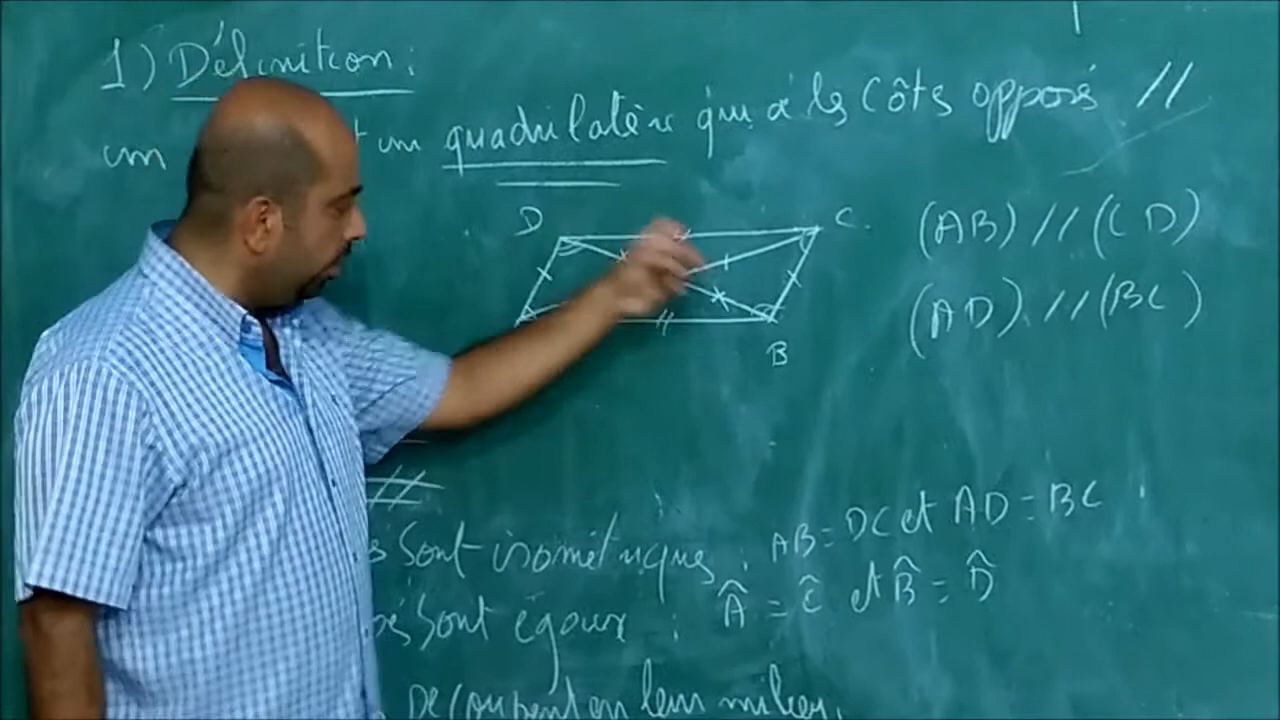 1) Définition:
un quadrilatère qui a les côtés opposés //
D C
(AB) // (CD)
(AD) // (BC)
B
AB = DC et AD = BC
sont isométriques :
Â = Ĉ et B̂ = D̂
sont égaux :
se coupent en leur milieu.